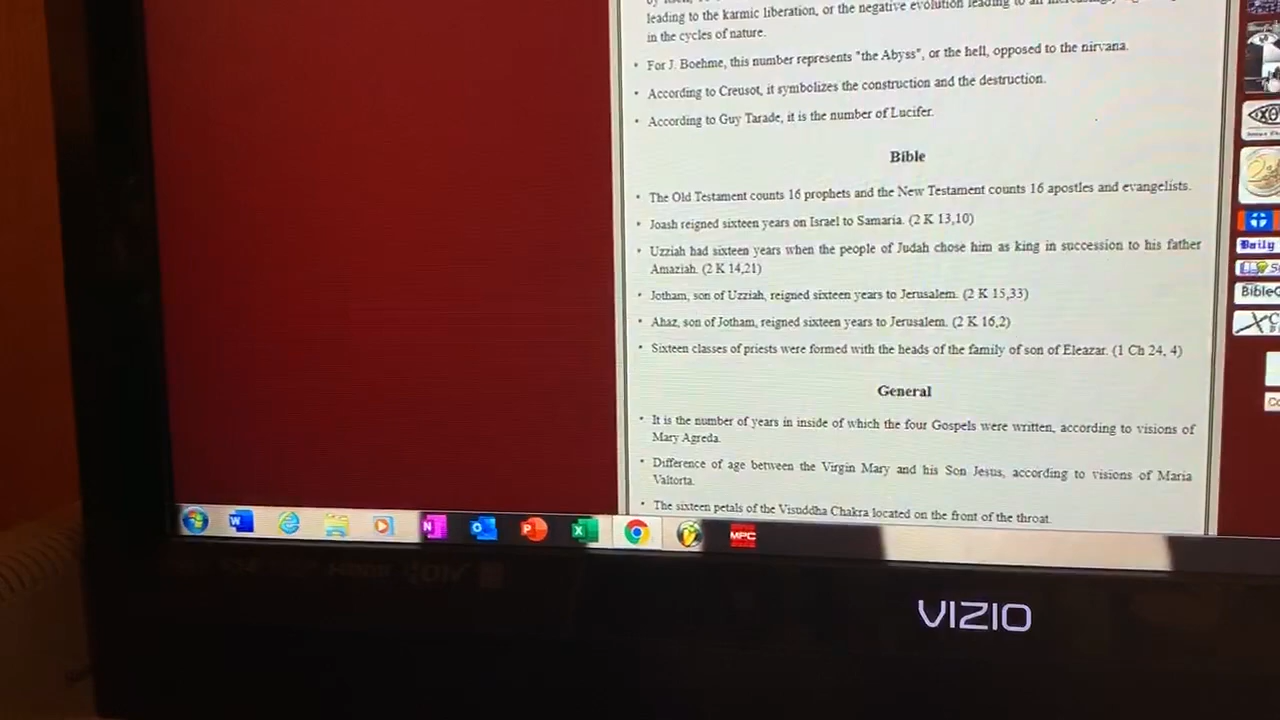 leading to the karmic liberation, or the negative evolution leading to an
in the cycles of nature.
• For J. Boehme, this number represents "the Abyss", or the hell, opposed to the nirvana.
• According to Creusot, it symbolizes the construction and the destruction.
• According to Guy Tarade, it is the number of Lucifer.
Bible
• The Old Testament counts 16 prophets and the New Testament counts 16 apostles and evangelists.
• Joash reigned sixteen years on Israel to Samaria. (2 K 13,10)
• Uzziah had sixteen years when the people of Judah chose him as king in succession to his father
Amaziah. (2 K 14,21)
• Jotham, son of Uzziah, reigned sixteen years to Jerusalem. (2 K 15,33)
• Ahaz, son of Jotham, reigned sixteen years to Jerusalem. (2 K 16,2)
• Sixteen classes of priests were formed with the heads of the family of son of Eleazar. (1 Ch 24, 4)
General
• It is the number of years in inside of which the four Gospels were written, according to visions of
Mary Agreda.
• Difference of age between the Virgin Mary and his Son Jesus, according to visions of Maria
Valtorta.
• The sixteen petals of the Visuddha Chakra located on the front of the throat.
Daily
BibleG
MPC
VIZIO